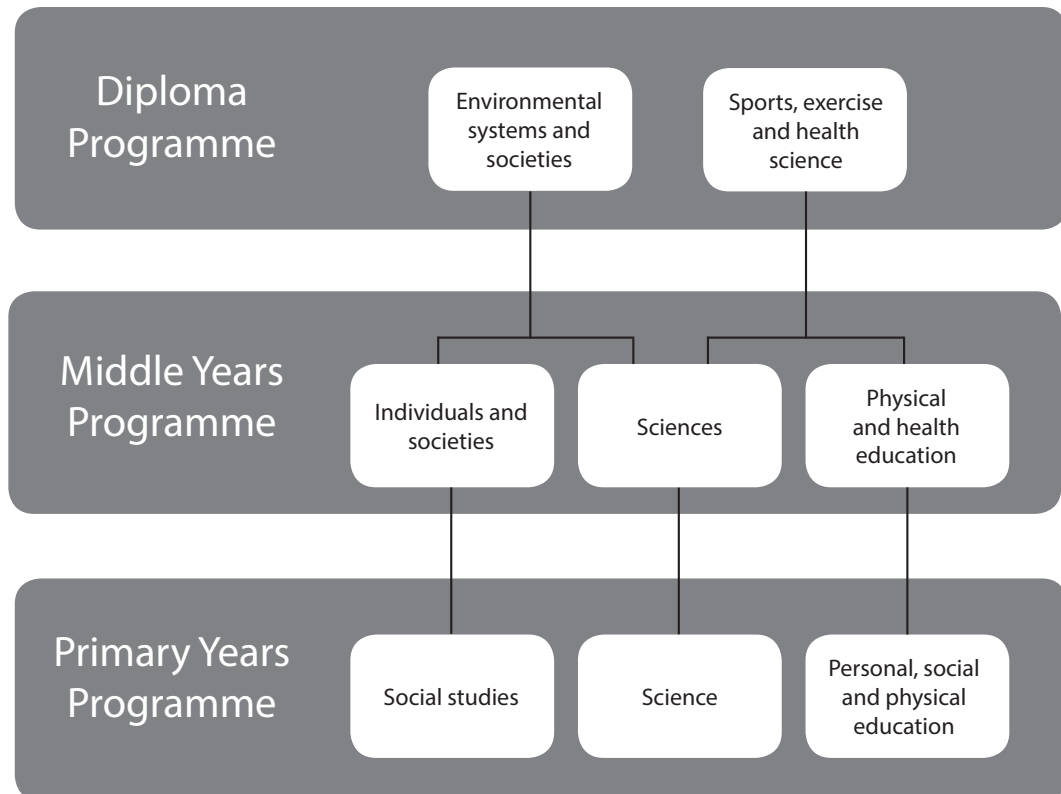 Diploma
Programme
Environmental
systems and
societies
Sports, exercise
and health
science
Middle Years
Programme
Individuals and
societies
Sciences
Physical
and health
education
Primary Years
Programme
Social studies
Science
Personal, social
and physical
education